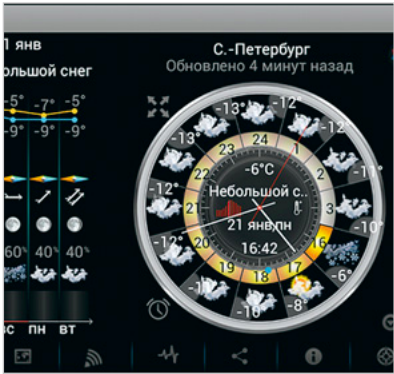 1 янв
ольшой снег
-5° -7° -5°
-9° -9° -9°
60% 40% 40%
вс пн вт
С.-Петербург
Обновлено 4 минут назад
-13° -12°
-13° -12°
23 24 1
22 2
-12° -11°
21 3
-6°C
Небольшой с..
21 янв,пн
16:42
-12° -10°
20 16
19 18 17
-6°
-10° -8°